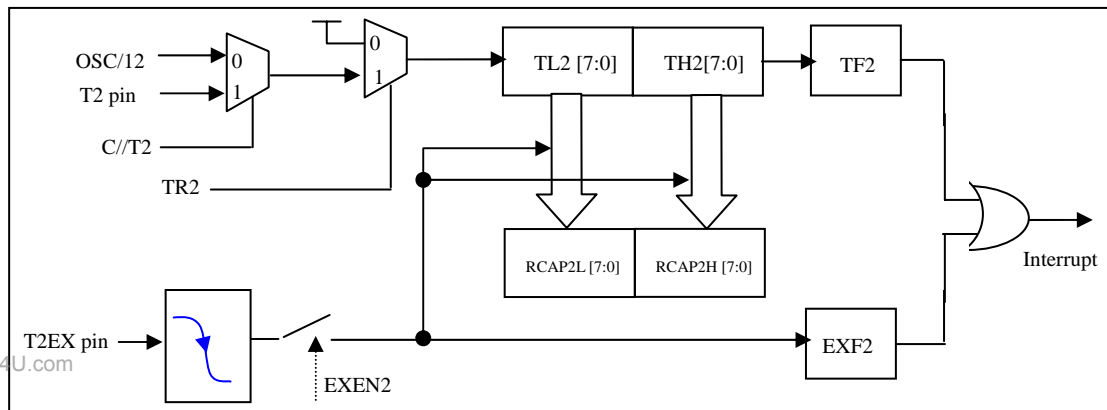 OSC/12
0
T2 pin
1
C//T2
0
1
TR2
TL2 [7:0]
TH2[7:0]
TF2
RCAP2L [7:0]
RCAP2H [7:0]
Interrupt
T2EX pin
EXEN2
EXF2
4U.com